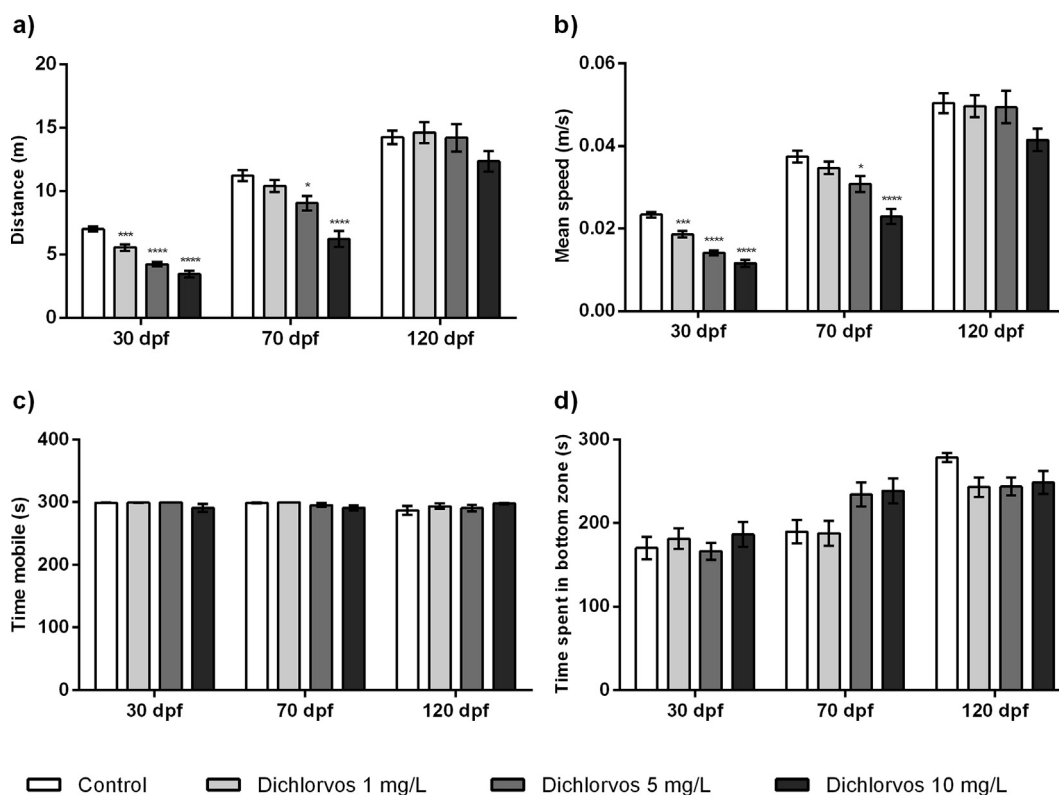 a)
Distance (m)
20
15
10
5
0
***
****
****
*
****
30 dpf 70 dpf 120 dpf
b)
Mean speed (m/s)
0.06
0.04
0.02
0.00
***
****
****
*
****
30 dpf 70 dpf 120 dpf
c)
Time mobile (s)
400
300
200
100
0
30 dpf 70 dpf 120 dpf
d)
Time spent in bottom zone (s)
300
200
100
0
30 dpf 70 dpf 120 dpf
Control Dichlorvos 1 mg/L Dichlorvos 5 mg/L Dichlorvos 10 mg/L